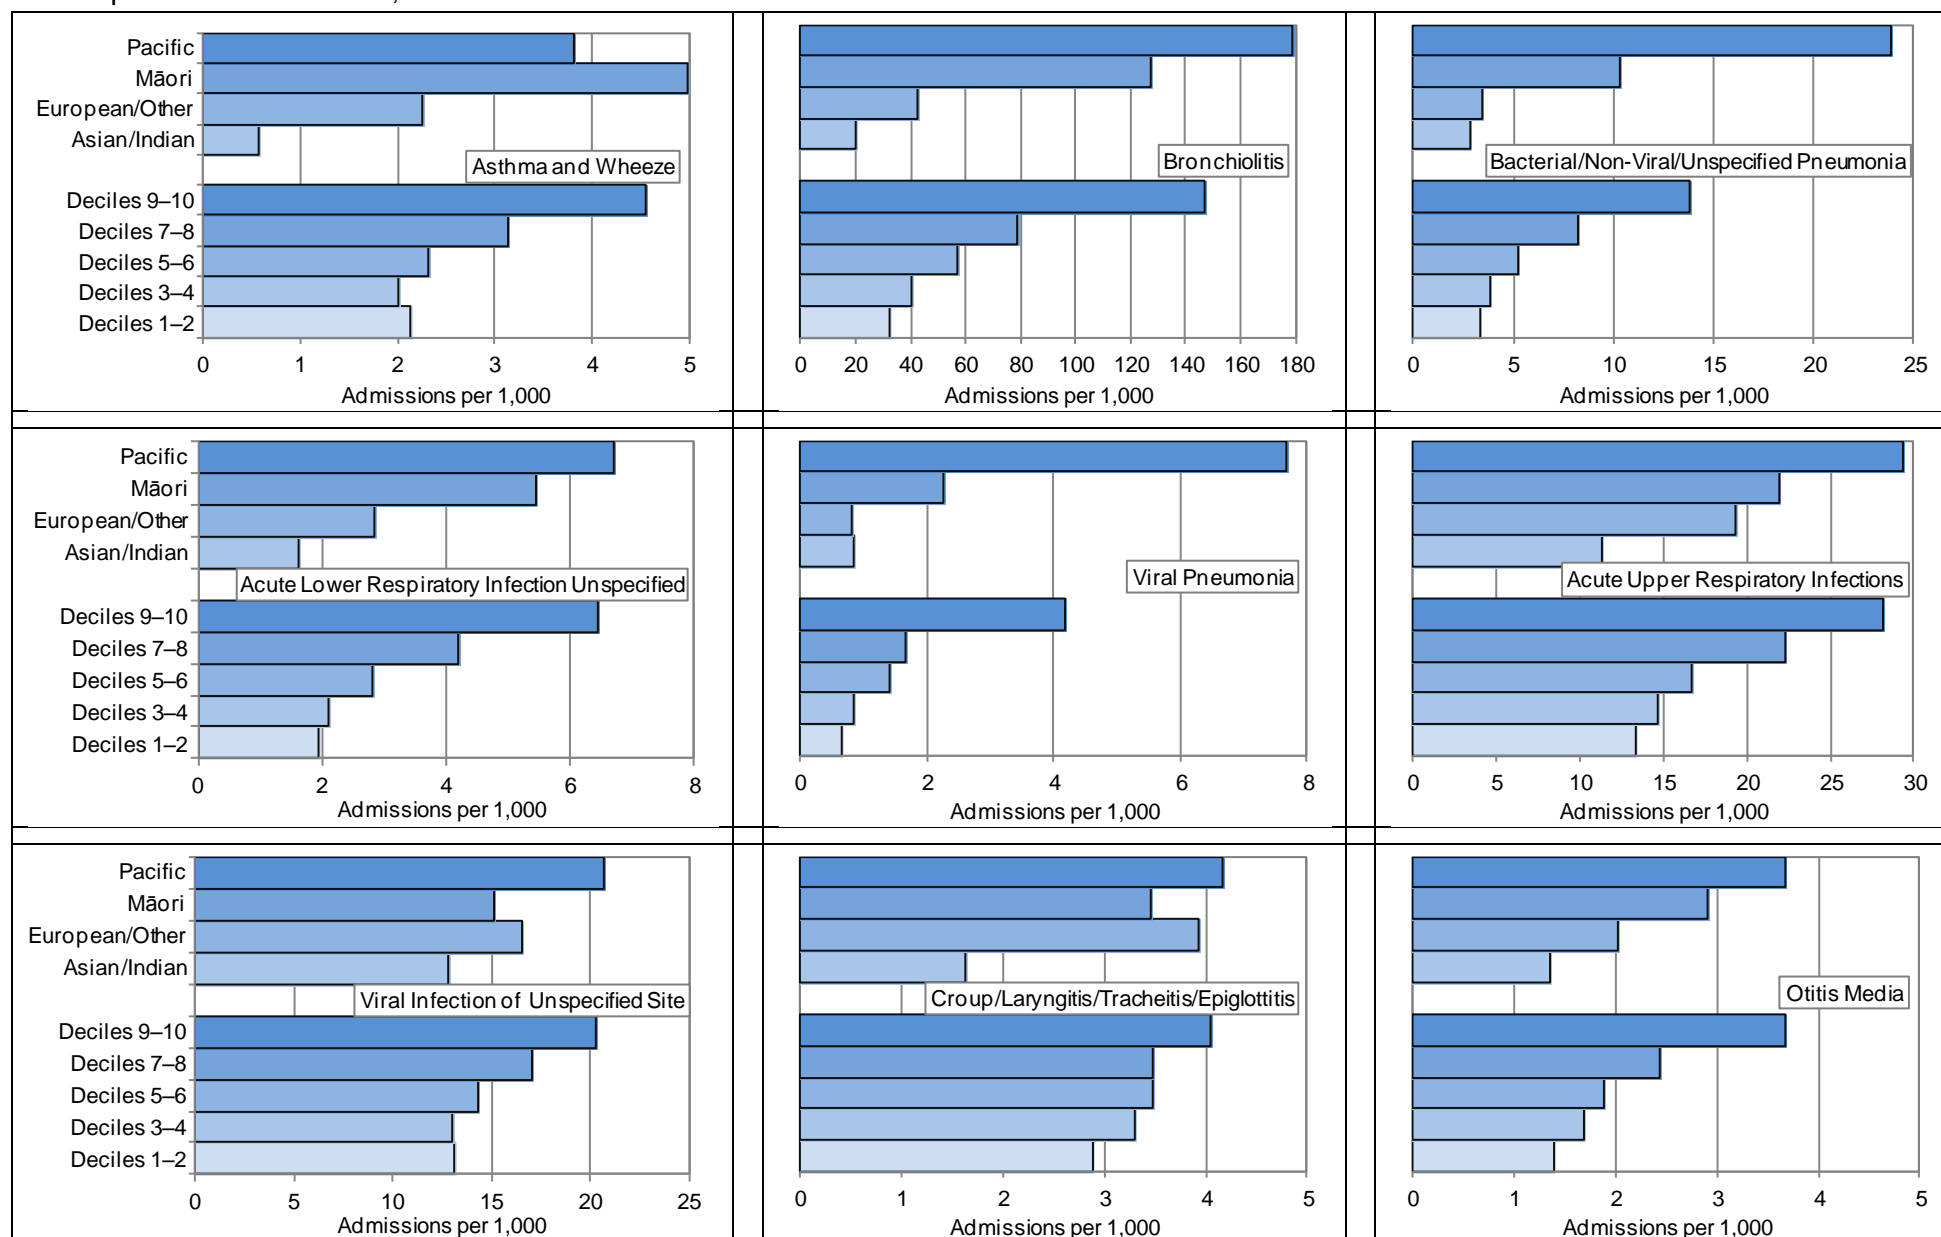 Pacific
Māori
European/Other
Asian/Indian
Asthma and Wheeze
Deciles 9–10
Deciles 7–8
Deciles 5–6
Deciles 3–4
Deciles 1–2
0 1 2 3 4 5
Admissions per 1,000
Bronchiolitis
0 20 40 60 80 100 120 140 160 180
Admissions per 1,000
Bacterial/Non-Viral/Unspecified Pneumonia
0 5 10 15 20 25
Admissions per 1,000
Pacific
Māori
European/Other
Asian/Indian
Acute Lower Respiratory Infection Unspecified
Deciles 9–10
Deciles 7–8
Deciles 5–6
Deciles 3–4
Deciles 1–2
0 2 4 6 8
Admissions per 1,000
Viral Pneumonia
0 2 4 6 8
Admissions per 1,000
Acute Upper Respiratory Infections
0 5 10 15 20 25 30
Admissions per 1,000
Pacific
Māori
European/Other
Asian/Indian
Viral Infection of Unspecified Site
Deciles 9–10
Deciles 7–8
Deciles 5–6
Deciles 3–4
Deciles 1–2
0 5 10 15 20 25
Admissions per 1,000
Croup/Laryngitis/Tracheitis/Epiglottitis
0 1 2 3 4 5
Admissions per 1,000
Otitis Media
0 1 2 3 4 5
Admissions per 1,000